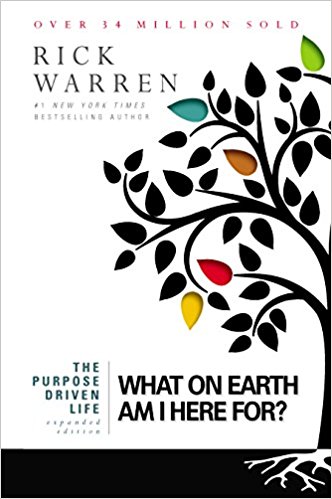 OVER 34 MILLION SOLD
RICK
WARREN
#1 NEW YORK TIMES
BESTSELLING AUTHOR
THE
PURPOSE
DRIVEN
LIFE
expanded
edition
WHAT ON EARTH
AM I HERE FOR?